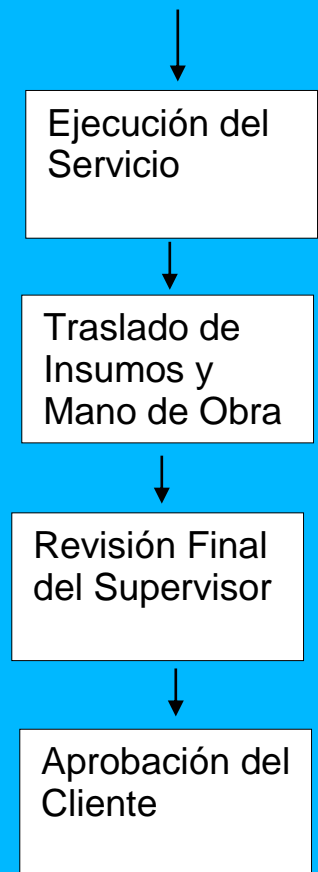 Ejecución del
Servicio
Traslado de
Insumos y
Mano de Obra
Revisión Final
del Supervisor
Aprobación del
Cliente